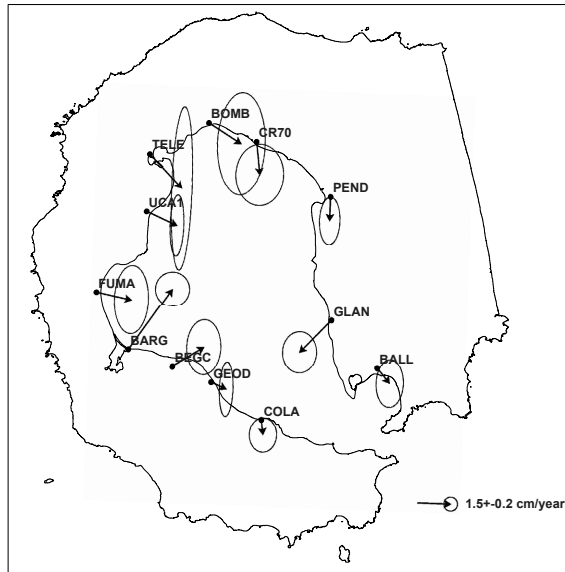 BOMB
CR70
TELE
PEND
UCA1
FUMA
GLAN
BARG
BEGC
BALL
GEOD
COLA
1.5+-0.2 cm/year